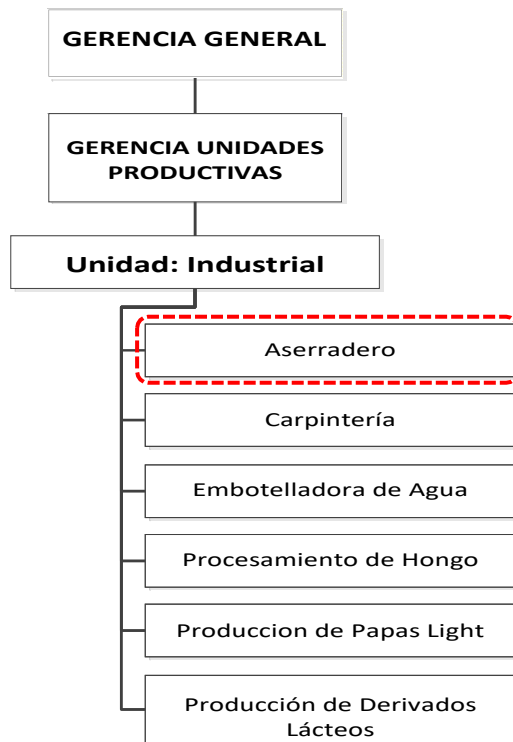 GERENCIA GENERAL
GERENCIA UNIDADES
PRODUCTIVAS
Unidad: Industrial
Aserradero
Carpintería
Embotelladora de Agua
Procesamiento de Hongo
Produccion de Papas Light
Producción de Derivados
Lácteos